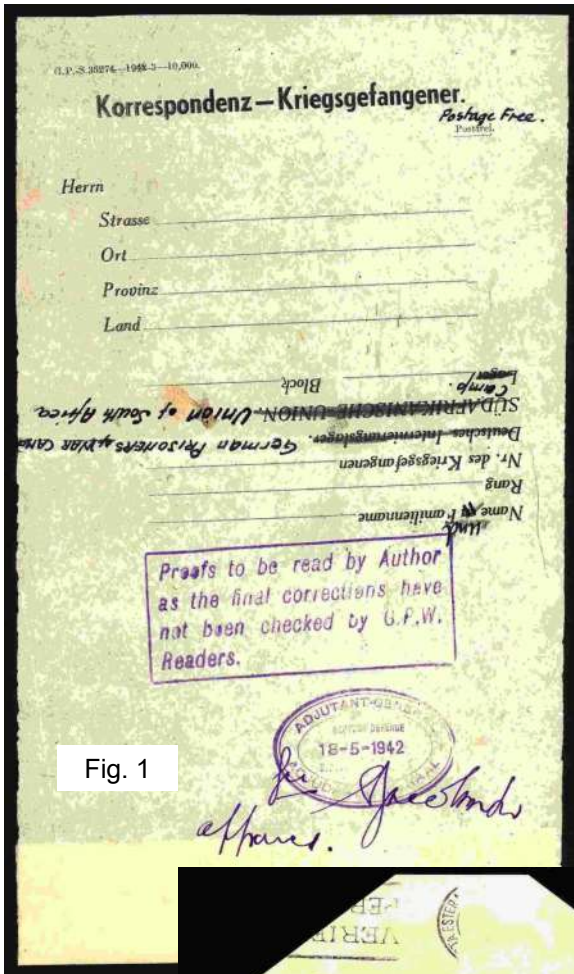 G.P.-S.35274—1942-3—10,000.
Korrespondenz—Kriegsgefangener.
Postage Free.
Postfrei.
Herrn
Strasse
Ort
Provinz
Land
Lager Block
Camp.
SÜDAFRIKANISCHE UNION. Union of South Africa
Deutsches Internierungslager. German PRISONERS of WAR CAMP
Nr. des Kriegsgefangenen
Rang
Name Familienname
und
Proofs to be read by Author
as the final corrections have
not been checked by G.P.W.
Readers.
ADJUTANT-GENERAL
DEFENCE
18-5-1942
Fig. 1